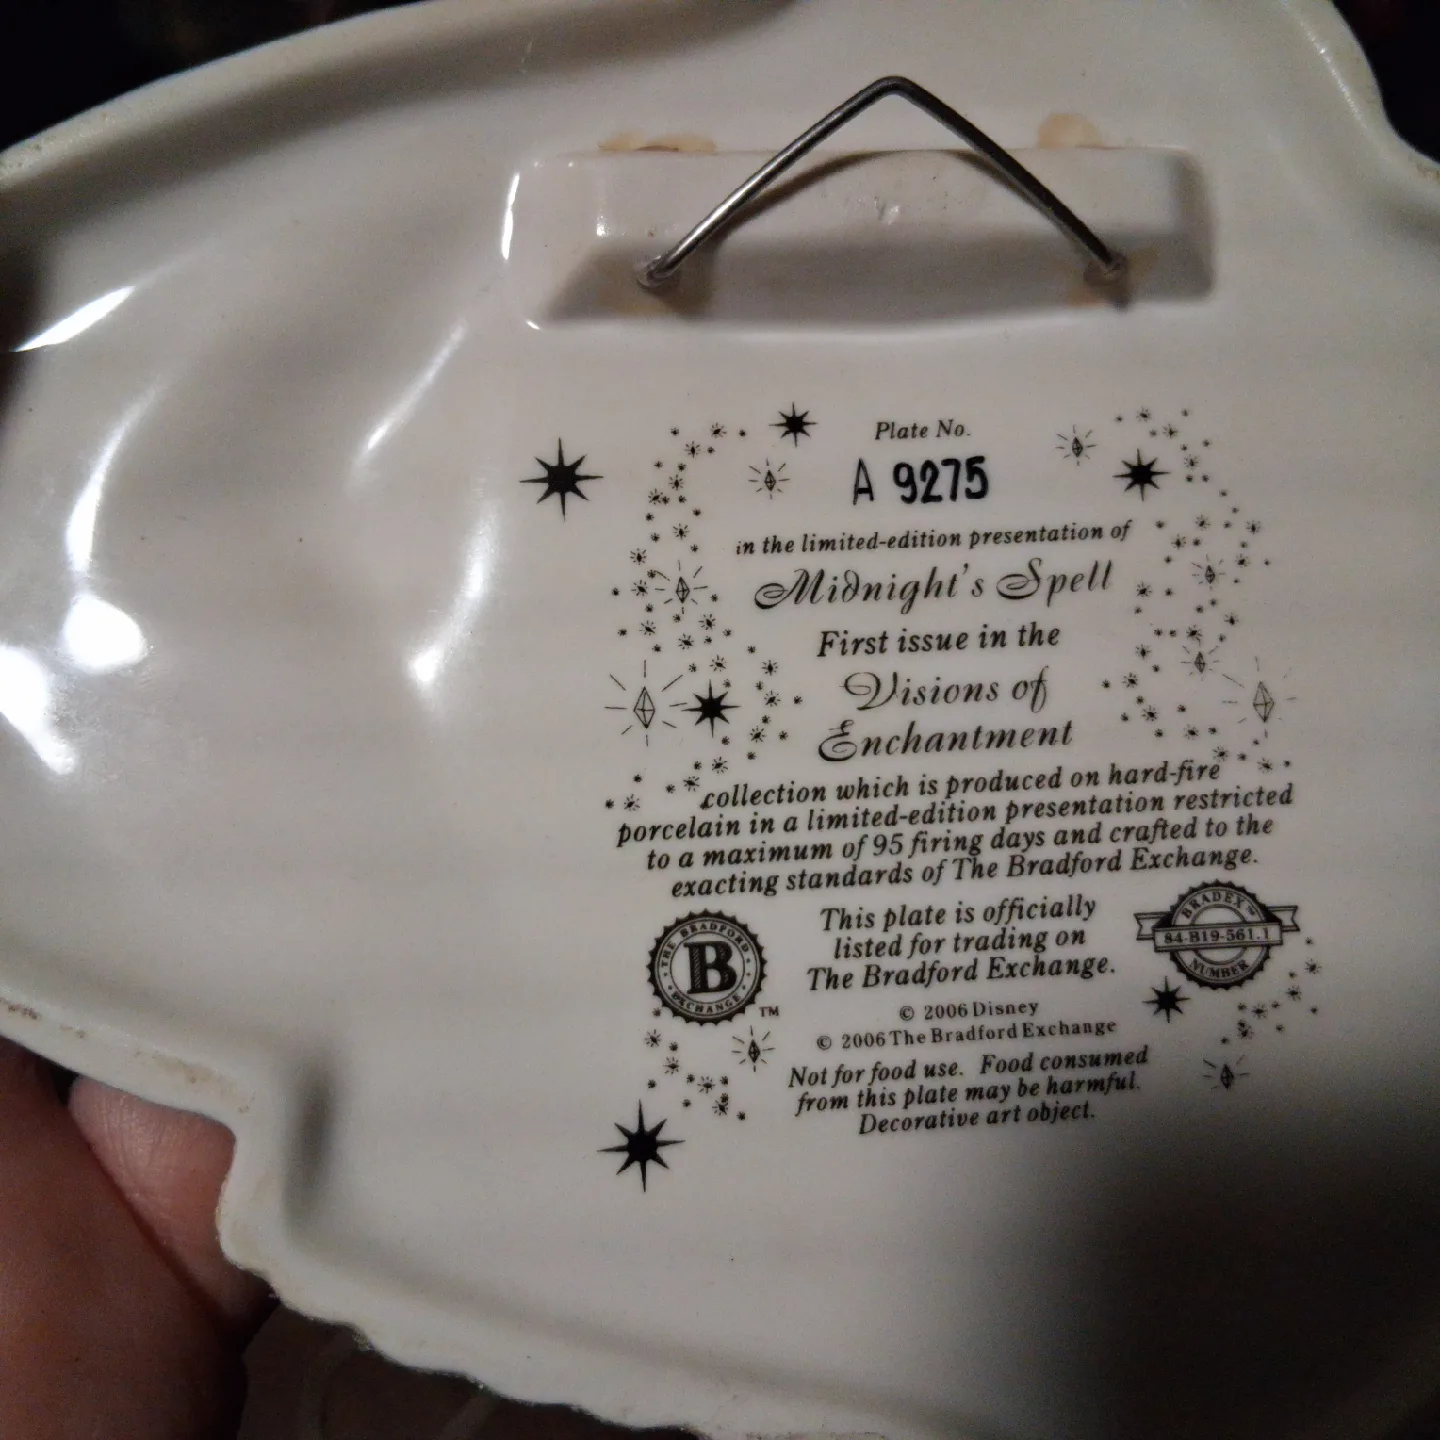 Plate No.
A 9275
in the limited-edition presentation of
Midnight's Spell
First issue in the
Visions of
Enchantment
collection which is produced on hard-fire
porcelain in a limited-edition presentation restricted
to a maximum of 95 firing days and crafted to the
exacting standards of The Bradford Exchange.
This plate is officially
listed for trading on
The Bradford Exchange.
THE BRADFORD
B
EXCHANGE
TM
BRADEX
84-B19-561.1
NUMBER
© 2006 Disney
© 2006 The Bradford Exchange
Not for food use. Food consumed
from this plate may be harmful.
Decorative art object.